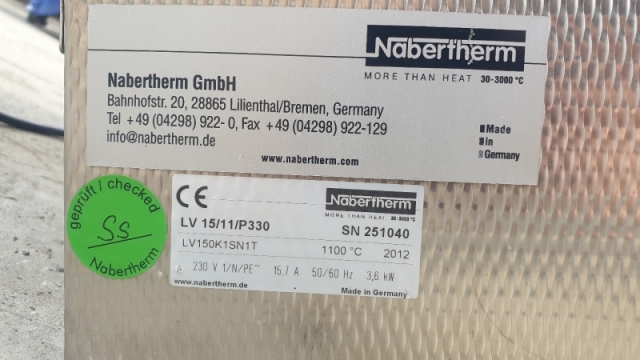 Nabertherm
MORE THAN HEAT 30-3000 °C
Nabertherm GmbH
Bahnhofstr. 20, 28865 Lilienthal/Bremen, Germany
Tel +49 (04298) 922- 0, Fax +49 (04298) 922-129
info@nabertherm.de
Made
in
Germany
www.nabertherm.com
geprüft / checked
SS
Nabertherm
CE
Nabertherm
MORE THAN HEAT 30-3000 °C
LV 15/11/P330
SN 251040
LV150K1SN1T
1100 °C
2012
230 V 1/N/PE~ 15,7 A 50/60 Hz 3,6 kW
www.nabertherm.de
Made in Germany